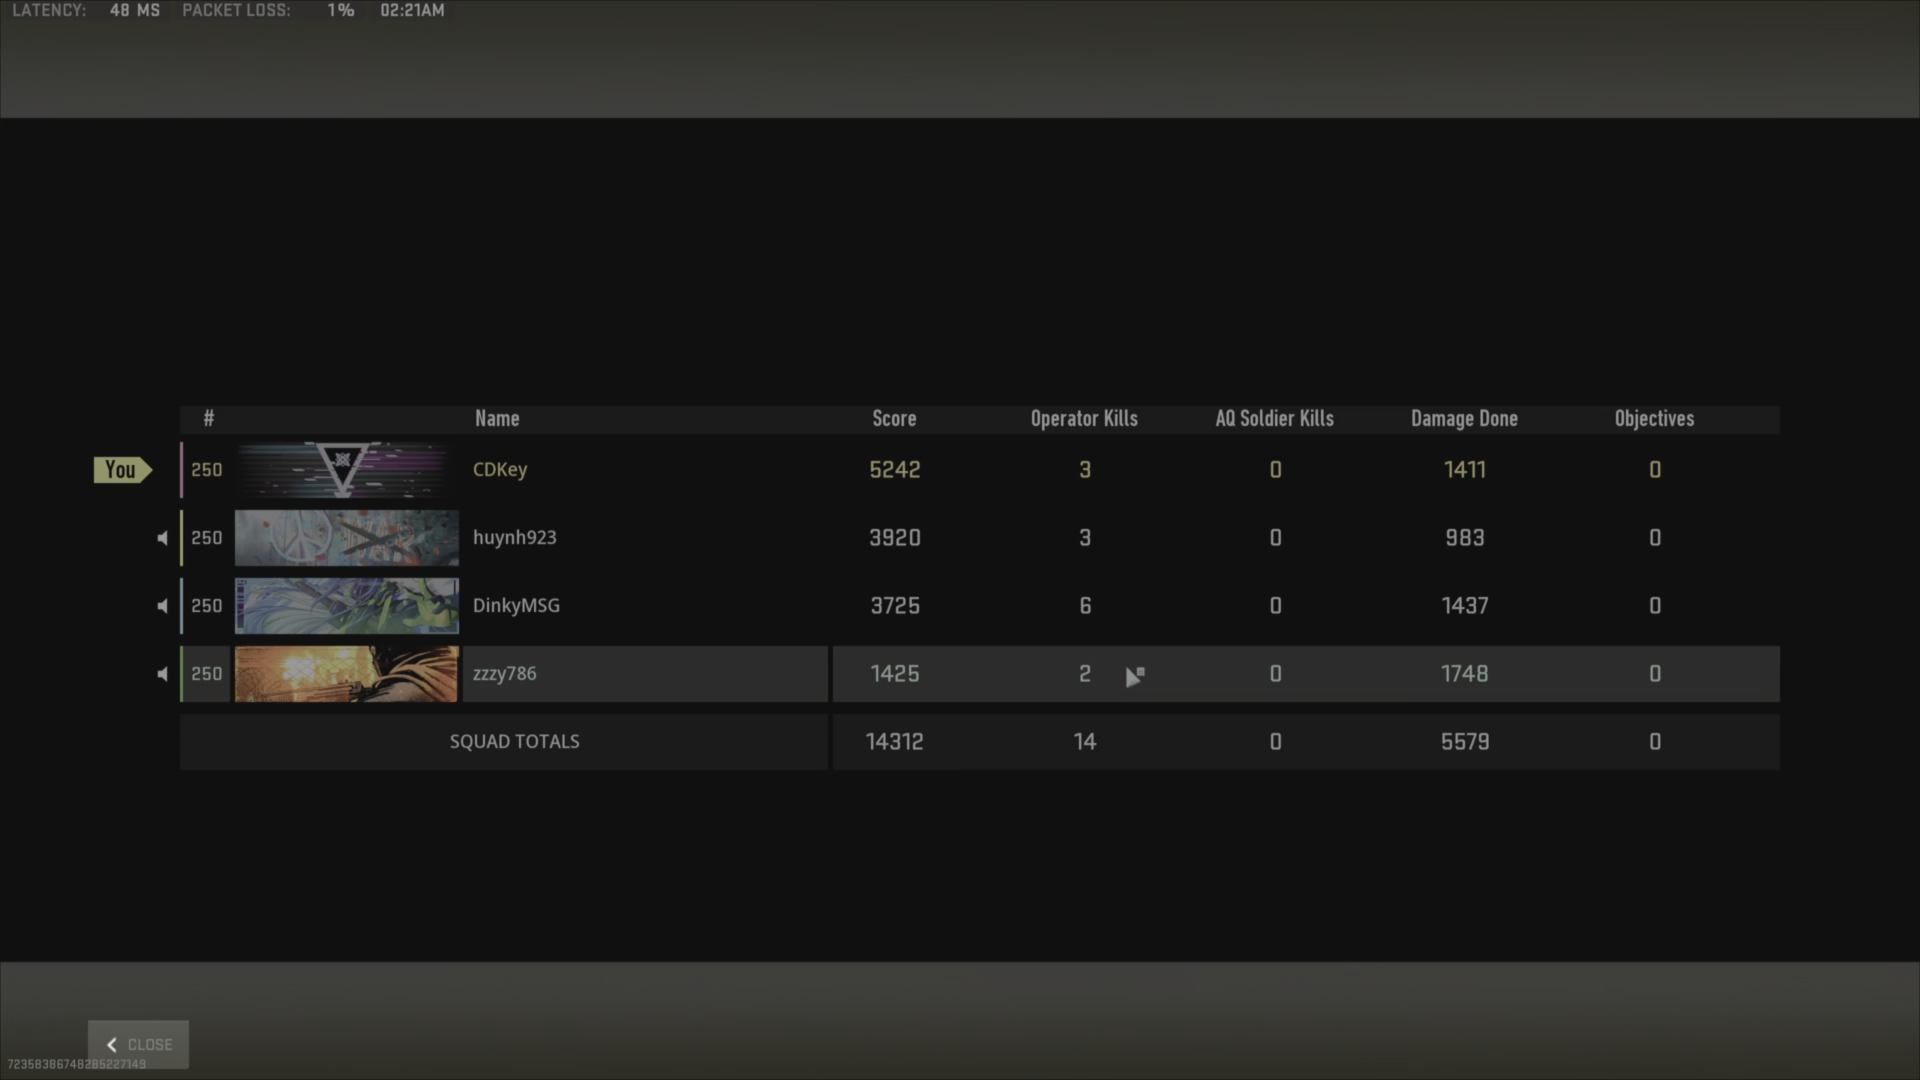 LATENCY: 48 MS PACKET LOSS: 1% 02:21AM
# Name Score Operator Kills AQ Soldier Kills Damage Done Objectives
You 250 CDKey 5242 3 0 1411 0
250 huynh923 3920 3 0 983 0
250 DinkyMSG 3725 6 0 1437 0
250 zzzy786 1425 2 0 1748 0
SQUAD TOTALS 14312 14 0 5579 0
CLOSE